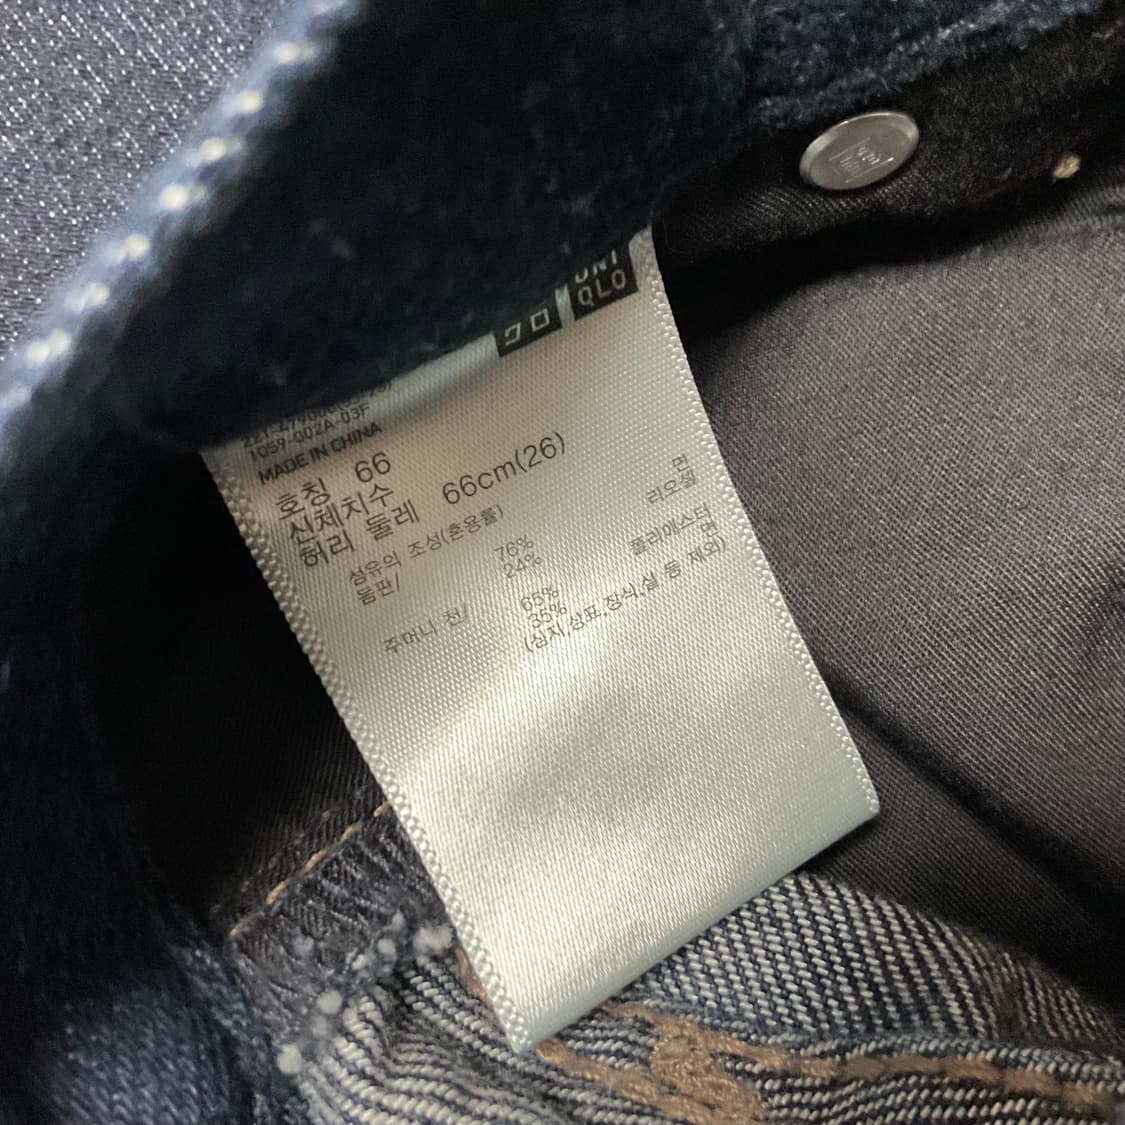 UNI
QLO
クロ
1059-002A-03F
MADE IN CHINA
호칭 66
신체치수
허리 둘레 66cm(26)
섬유의 조성(혼용률)
몸판/ 76% 면
24% 리오셀
주머니 천/ 65% 폴리에스터
35% 면
(심지,상표,장식,실 등 제외)